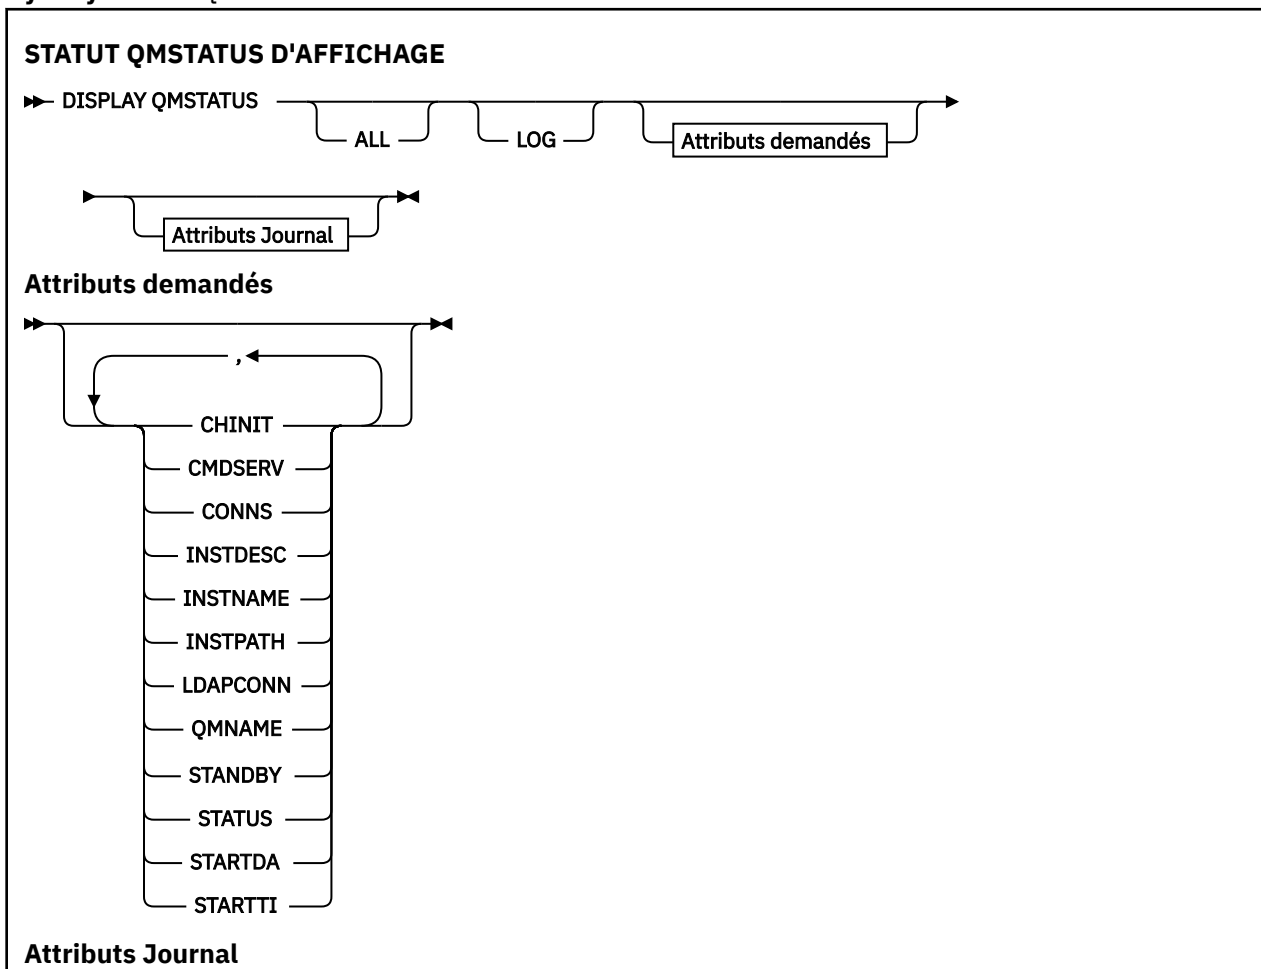 STATUT QMSTATUS D'AFFICHAGE
DISPLAY QMSTATUS
ALL
LOG
Attributs demandés
Attributs Journal
Attributs demandés
,
CHINIT
CMDSERV
CONNS
INSTDESC
INSTNAME
INSTPATH
LDAPCONN
QMNAME
STANDBY
STATUS
STARTDA
STARTTI
Attributs Journal